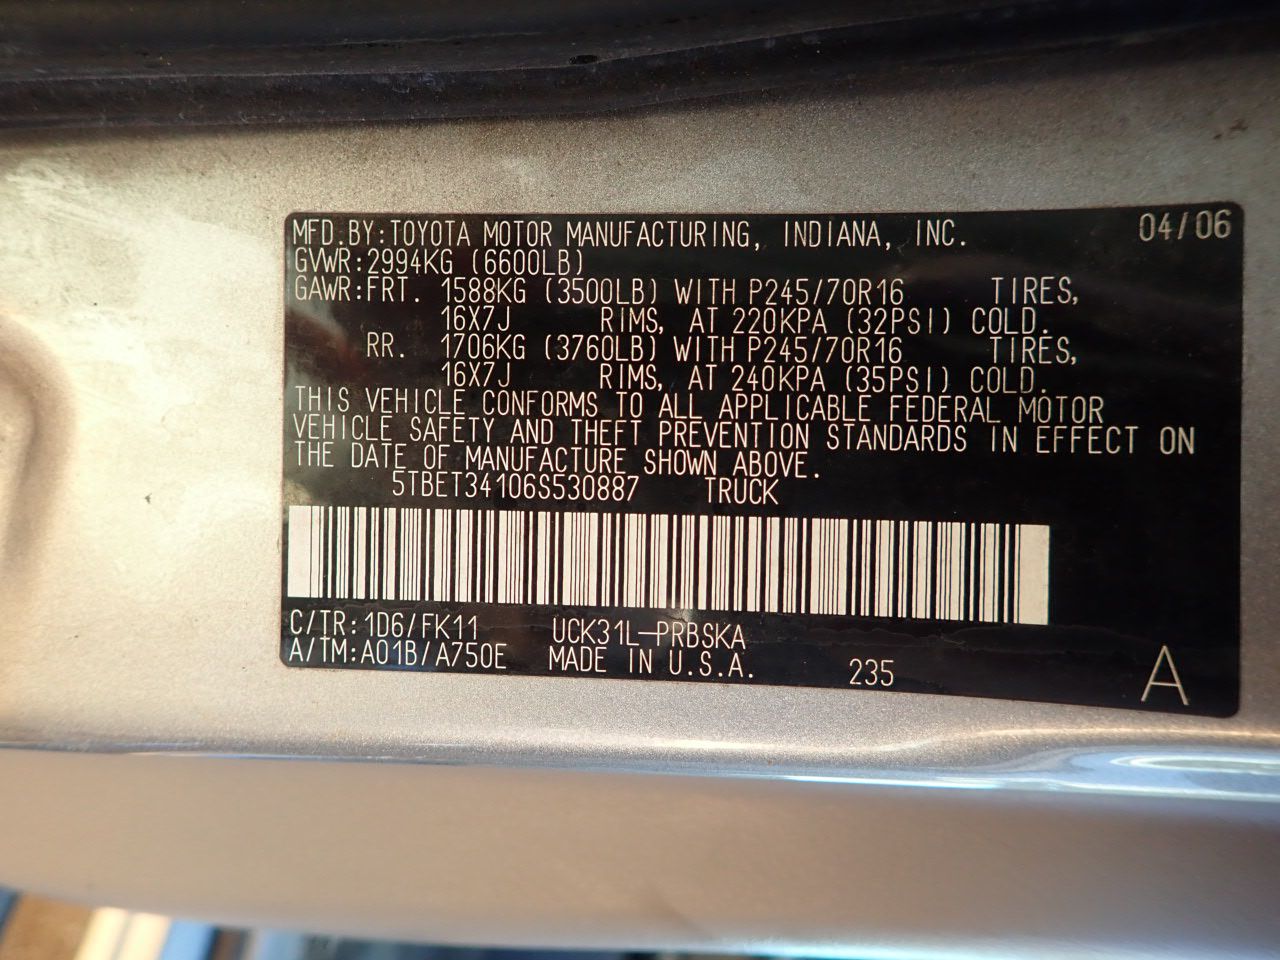 MFD.BY:TOYOTA MOTOR MANUFACTURING, INDIANA, INC. 04/06
GVWR:2994KG (6600LB)
GAWR:FRT. 1588KG (3500LB) WITH P245/70R16 TIRES,
16X7J RIMS, AT 220KPA (32PSI) COLD.
RR. 1706KG (3760LB) WITH P245/70R16 TIRES,
16X7J RIMS, AT 240KPA (35PSI) COLD.
THIS VEHICLE CONFORMS TO ALL APPLICABLE FEDERAL MOTOR
VEHICLE SAFETY AND THEFT PREVENTION STANDARDS IN EFFECT ON
THE DATE OF MANUFACTURE SHOWN ABOVE.
5TBET34106S530887 TRUCK
C/TR:1D6/FK11 UCK31L-PRBSKA
A/TM:A01B/A750E MADE IN U.S.A. 235 A